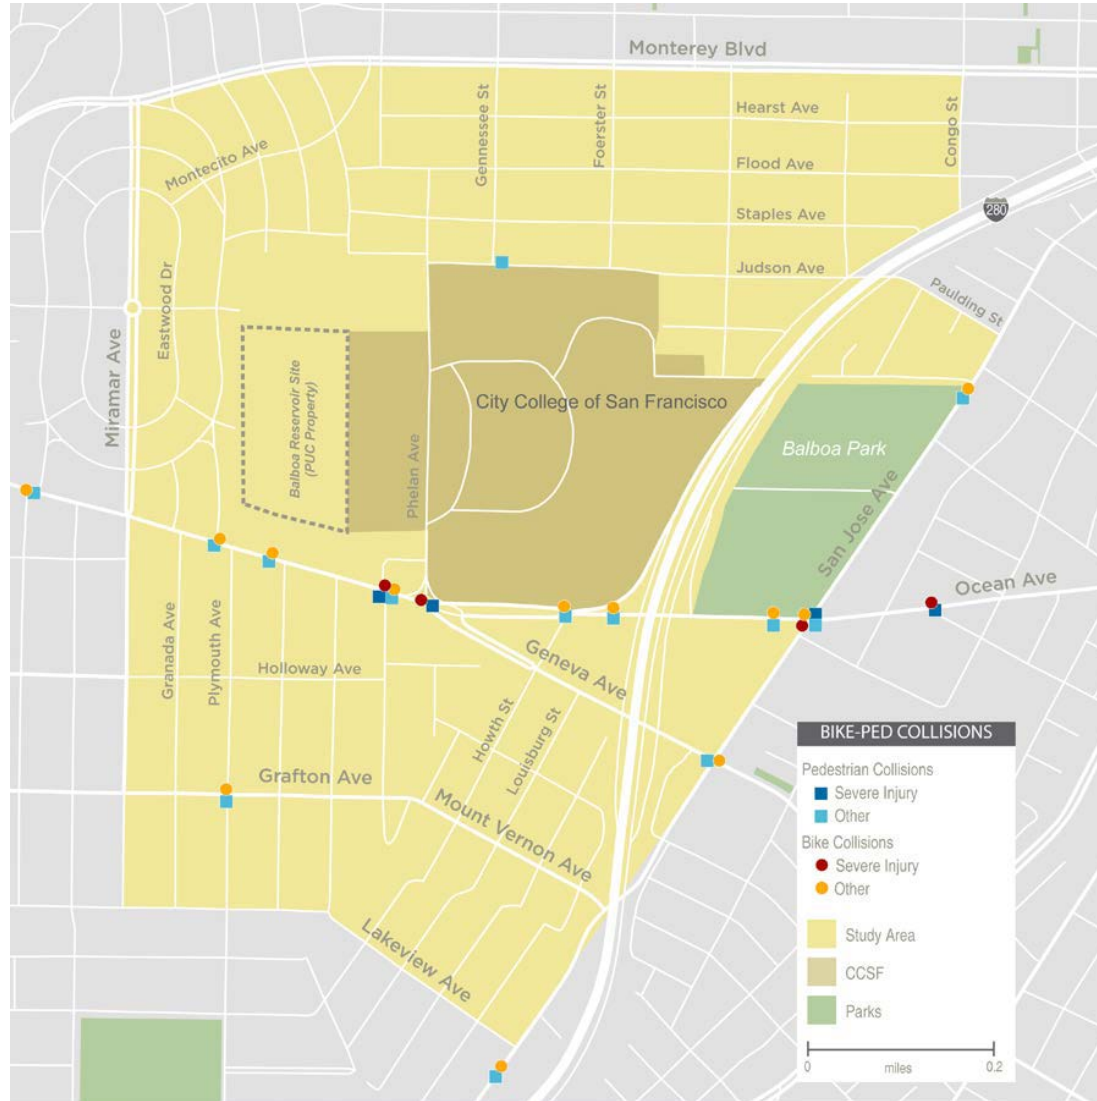 Monterey Blvd
Hearst Ave
Gennessee St
Foerster St
Congo St
Montecito Ave
Flood Ave
Staples Ave
280
Judson Ave
Eastwood Dr
Paulding St
Miramar Ave
Balboa Reservoir Site
(PUC Property)
City College of San Francisco
Phelan Ave
Balboa Park
San Jose Ave
Ocean Ave
Granada Ave
Plymouth Ave
Holloway Ave
Geneva Ave
Howth St
Louisburg St
Grafton Ave
Mount Vernon Ave
Lakeview Ave
BIKE-PED COLLISIONS
Pedestrian Collisions
Severe Injury
Other
Bike Collisions
Severe Injury
Other
Study Area
CCSF
Parks
0 miles 0.2